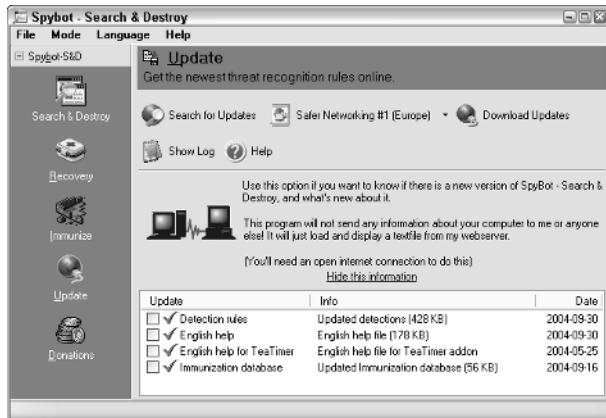 Spybot - Search & Destroy
File Mode Language Help
Spybot-S&D
Search & Destroy
Recovery
Immunize
Update
Donations
Update
Get the newest threat recognition rules online.
Search for Updates Safer Networking #1 (Europe) Download Updates
Show Log Help
Use this option if you want to know if there is a new version of SpyBot - Search &
Destroy, and what's new about it.
This program will not send any information about your computer to me or anyone
else! It will just load and display a textfile from my webserver.
(You'll need an open internet connection to do this)
Hide this information
Update Info Date
Detection rules Updated detections (428 KB) 2004-09-30
English help English help file (178 KB) 2004-09-30
English help for TeaTimer English help file for TeaTimer addon 2004-05-25
Immunization database Updated Immunization database (56 KB) 2004-09-16